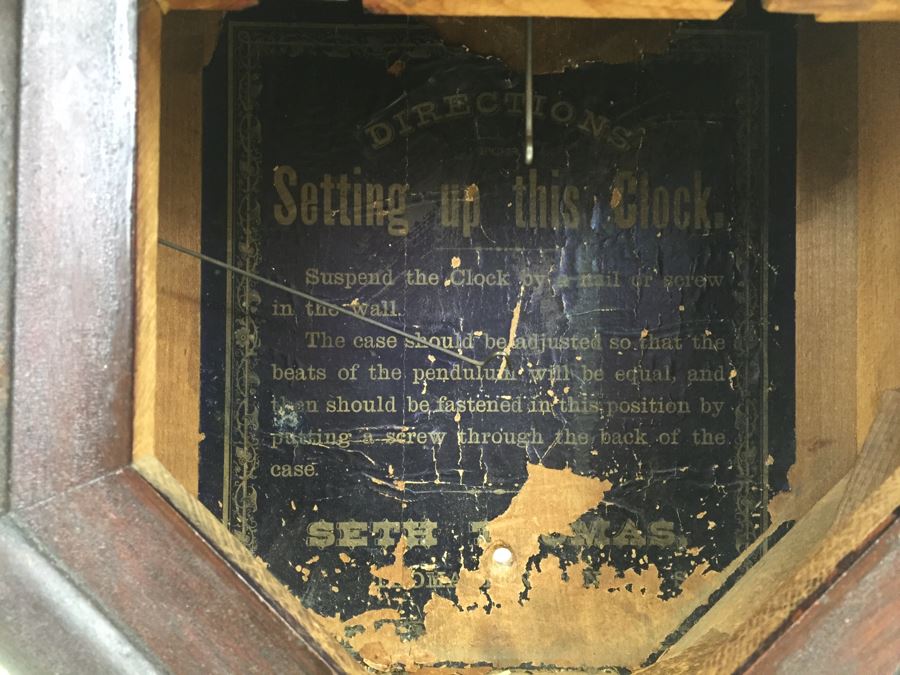 DIRECTIONS
FOR
Setting up this Clock.
Suspend the Clock by a nail or screw
in the wall.
The case should be adjusted so that the
beats of the pendulum will be equal, and
then should be fastened in this position by
putting a screw through the back of the
case.
SETH THOMAS,